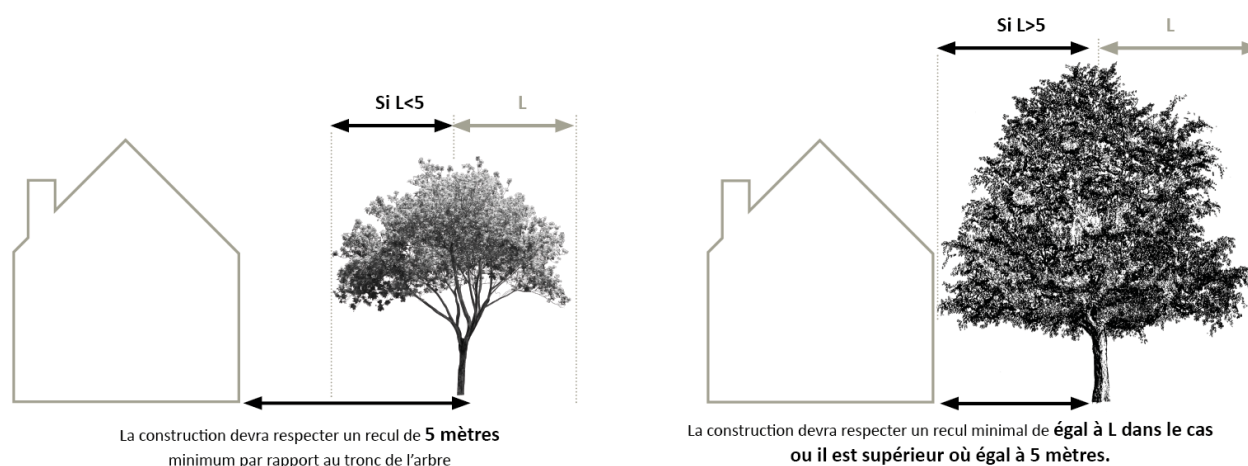 Si L<5
L
La construction devra respecter un recul de 5 mètres
minimum par rapport au tronc de l'arbre
Si L>5
L
La construction devra respecter un recul minimal de égal à L dans le cas
ou il est supérieur où égal à 5 mètres.